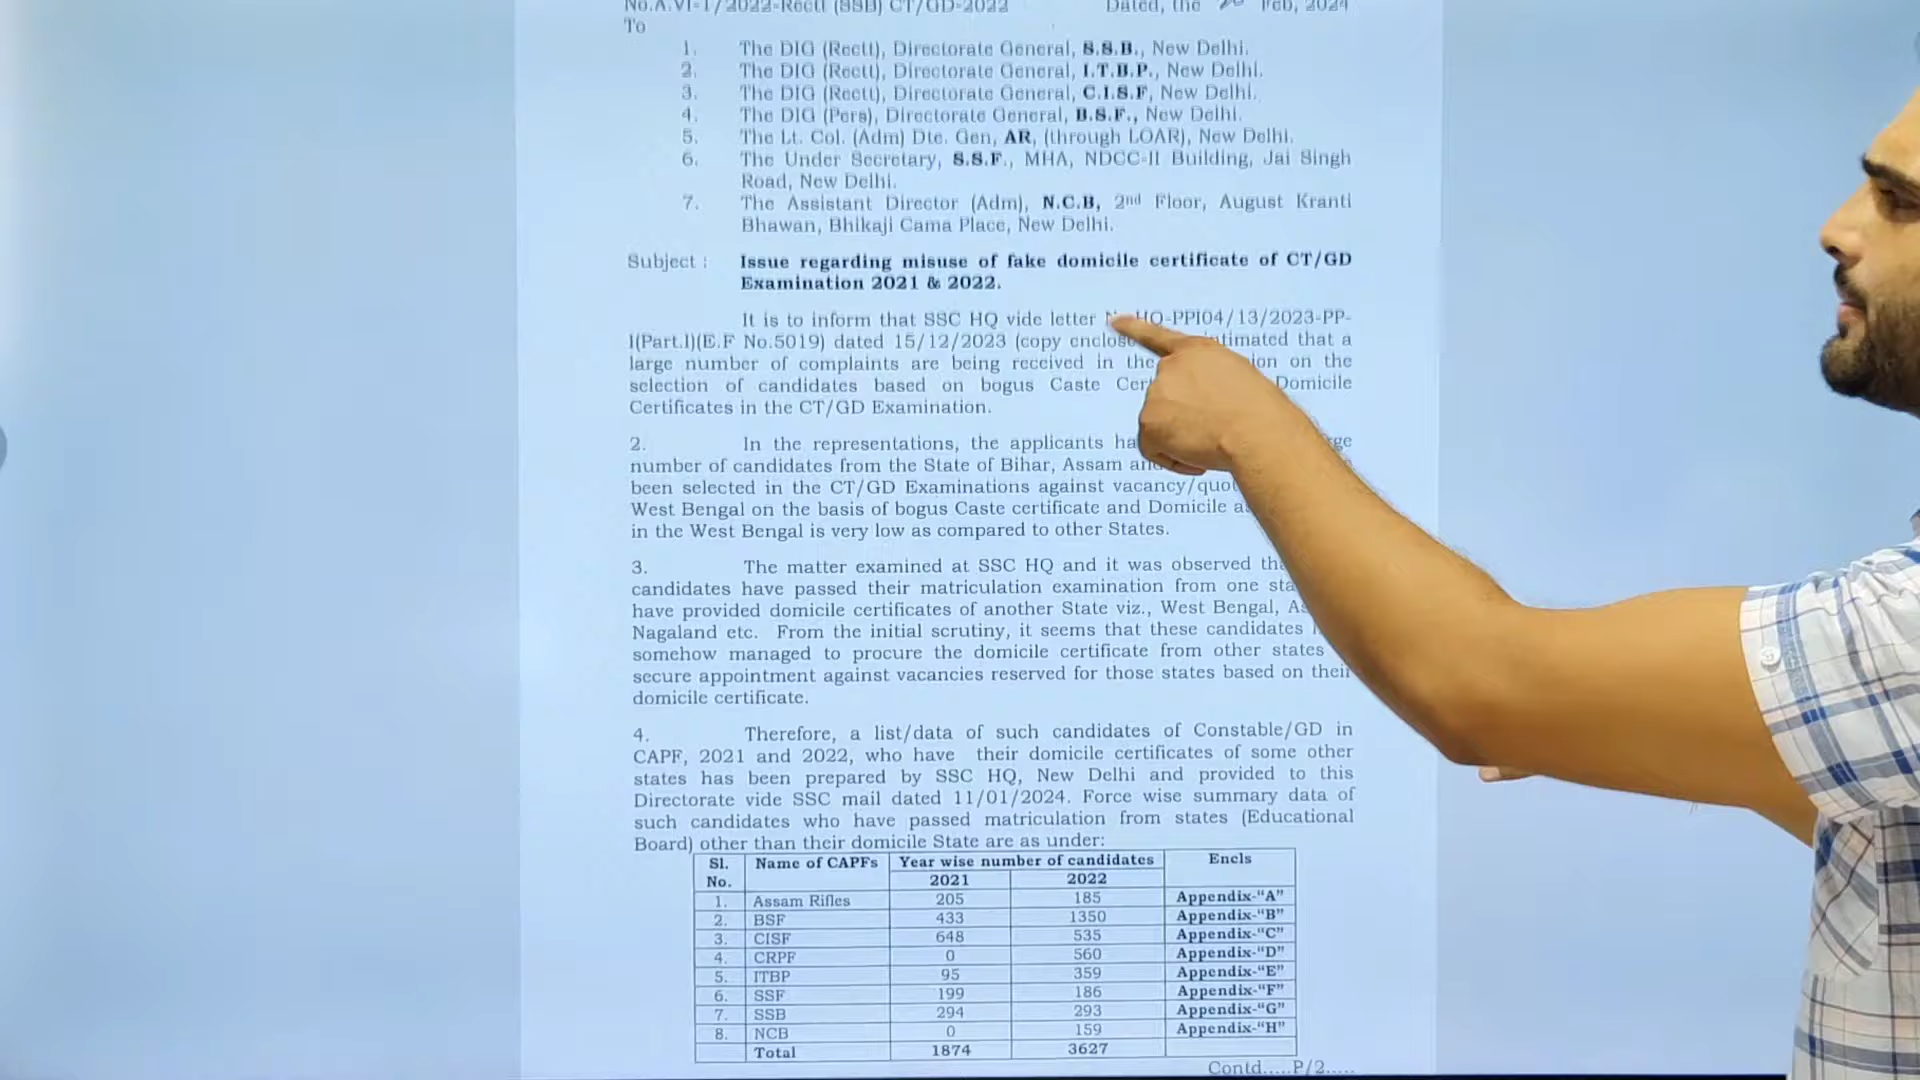 No.A.VI-1/2022-Rectt (SSB) CT/GD-2022 Dated, the Feb, 2024
To
1. The DIG (Rectt), Directorate General, S.S.B., New Delhi.
2. The DIG (Rectt), Directorate General, I.T.B.P., New Delhi.
3. The DIG (Rectt), Directorate General, C.I.S.F, New Delhi.
4. The DIG (Pers), Directorate General, B.S.F., New Delhi.
5. The Lt. Col. (Adm) Dte. Gen, AR, (through LOAR), New Delhi.
6. The Under Secretary, S.S.F., MHA, NDCC-II Building, Jai Singh
Road, New Delhi.
7. The Assistant Director (Adm), N.C.B, 2nd Floor, August Kranti
Bhawan, Bhikaji Cama Place, New Delhi.
Subject : Issue regarding misuse of fake domicile certificate of CT/GD
Examination 2021 & 2022.
It is to inform that SSC HQ vide letter HQ-PPI04/13/2023-PP-
I(Part.I)(E.F No.5019) dated 15/12/2023 (copy that a
large number of complaints are being received in the on the
selection of candidates based on bogus Caste Domicile
Certificates in the CT/GD Examination.
2. In the representations, the applicants
number of candidates from the State of Bihar, Assam
been selected in the CT/GD Examinations against
West Bengal on the basis of bogus Caste certificate and Domicile
in the West Bengal is very low as compared to other States.
3. The matter examined at SSC HQ and it was observed
candidates have passed their matriculation examination from one
have provided domicile certificates of another State viz., West Bengal,
Nagaland etc. From the initial scrutiny, it seems that these candidates
somehow managed to procure the domicile certificate from other states
secure appointment against vacancies reserved for those states based on their
domicile certificate.
4. Therefore, a list/data of such candidates of Constable/GD in
CAPF, 2021 and 2022, who have their domicile certificates of some other
states has been prepared by SSC HQ, New Delhi and provided to this
Directorate vide SSC mail dated 11/01/2024. Force wise summary data of
such candidates who have passed matriculation from states (Educational
Board) other than their domicile State are as under:
Sl. No. Name of CAPFs Year wise number of candidates Encls
2021 2022
1. Assam Rifles 205 185 Appendix-"A"
2. BSF 433 1350 Appendix-"B"
3. CISF 648 535 Appendix-"C"
4. CRPF 0 560 Appendix-"D"
5. ITBP 95 359 Appendix-"E"
6. SSF 199 186 Appendix-"F"
7. SSB 294 293 Appendix-"G"
8. NCB 0 159 Appendix-"H"
Total 1874 3627
Contd.....P/2.....